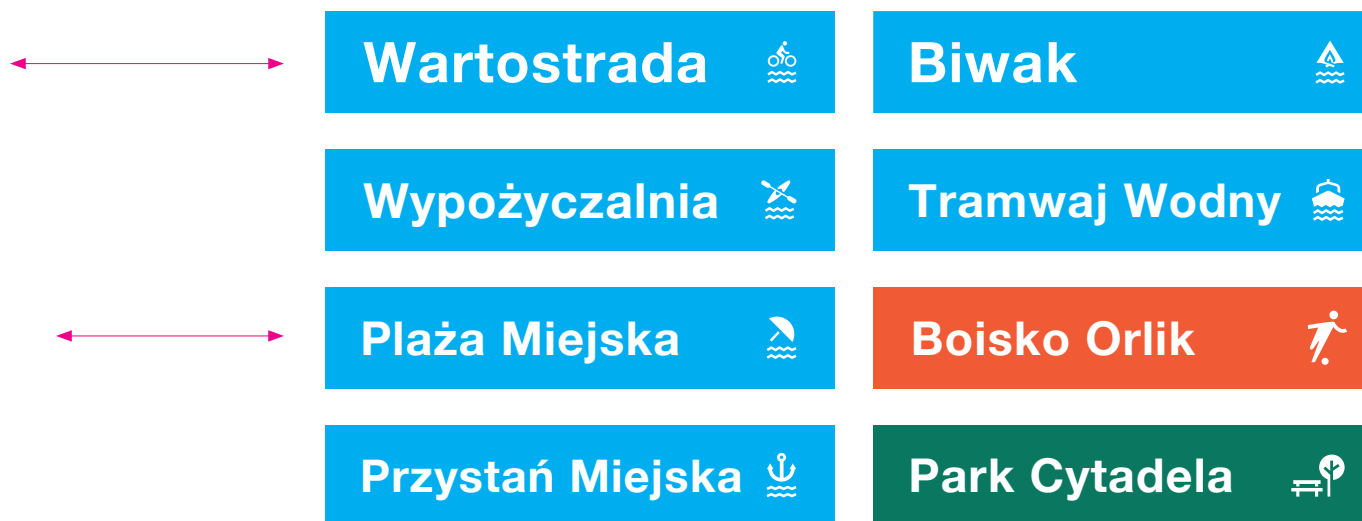 Wartostrada
Biwak
Wypożyczalnia
Tramwaj Wodny
Plaża Miejska
Boisko Orlik
Przystań Miejska
Park Cytadela